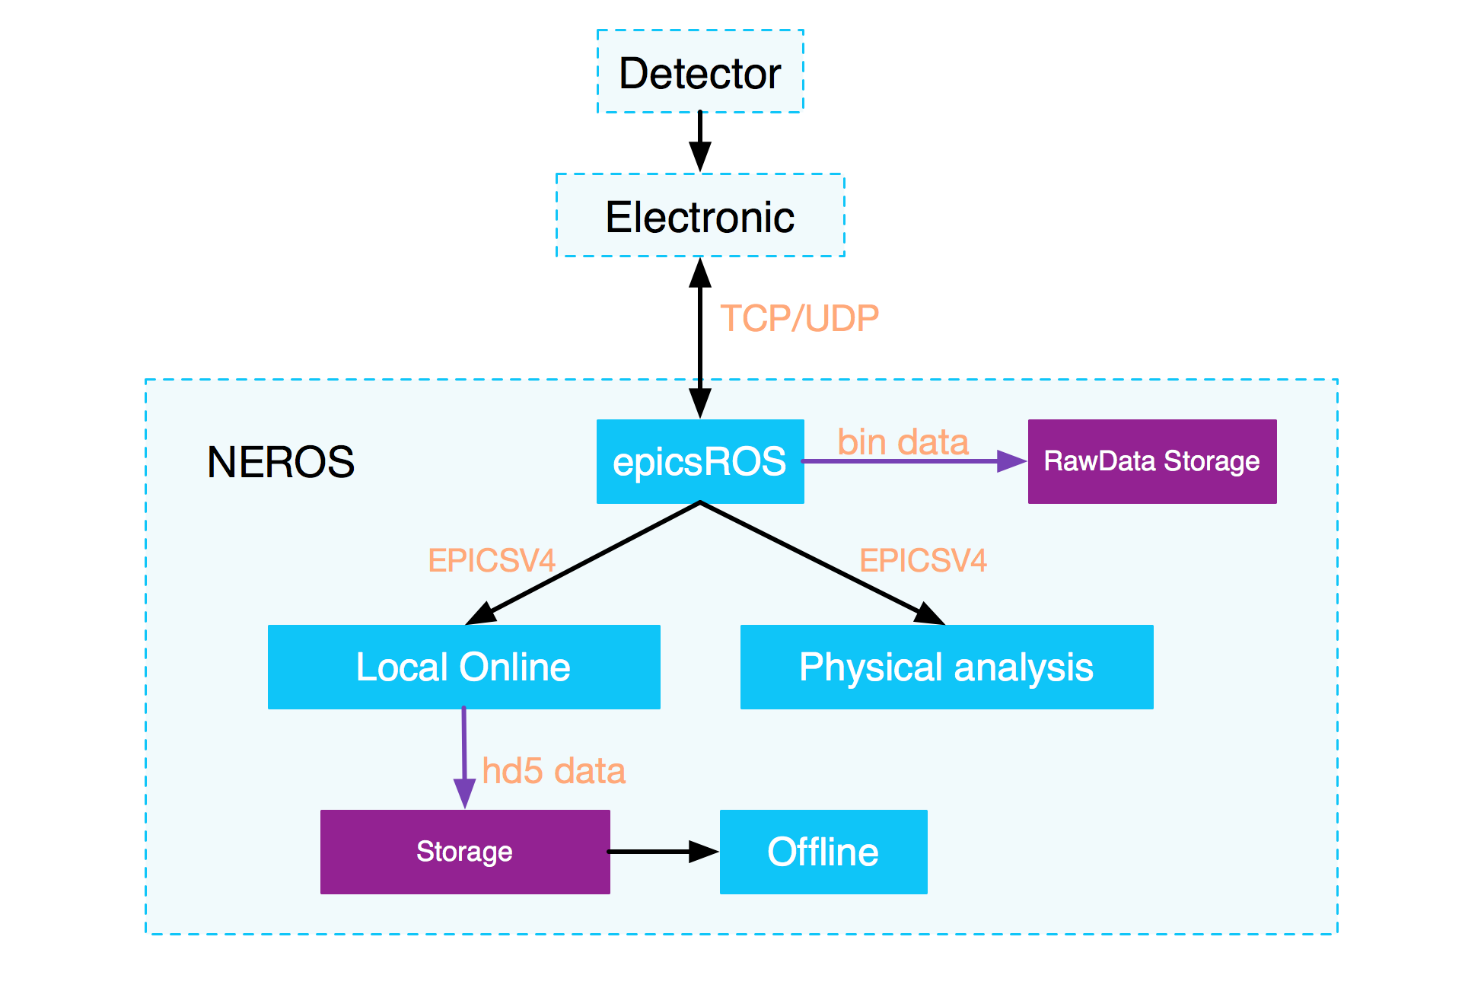 Detector
Electronic
TCP/UDP
NEROS
epicsROS
bin data
RawData Storage
EPICSV4
EPICSV4
Local Online
Physical analysis
hd5 data
Storage
Offline